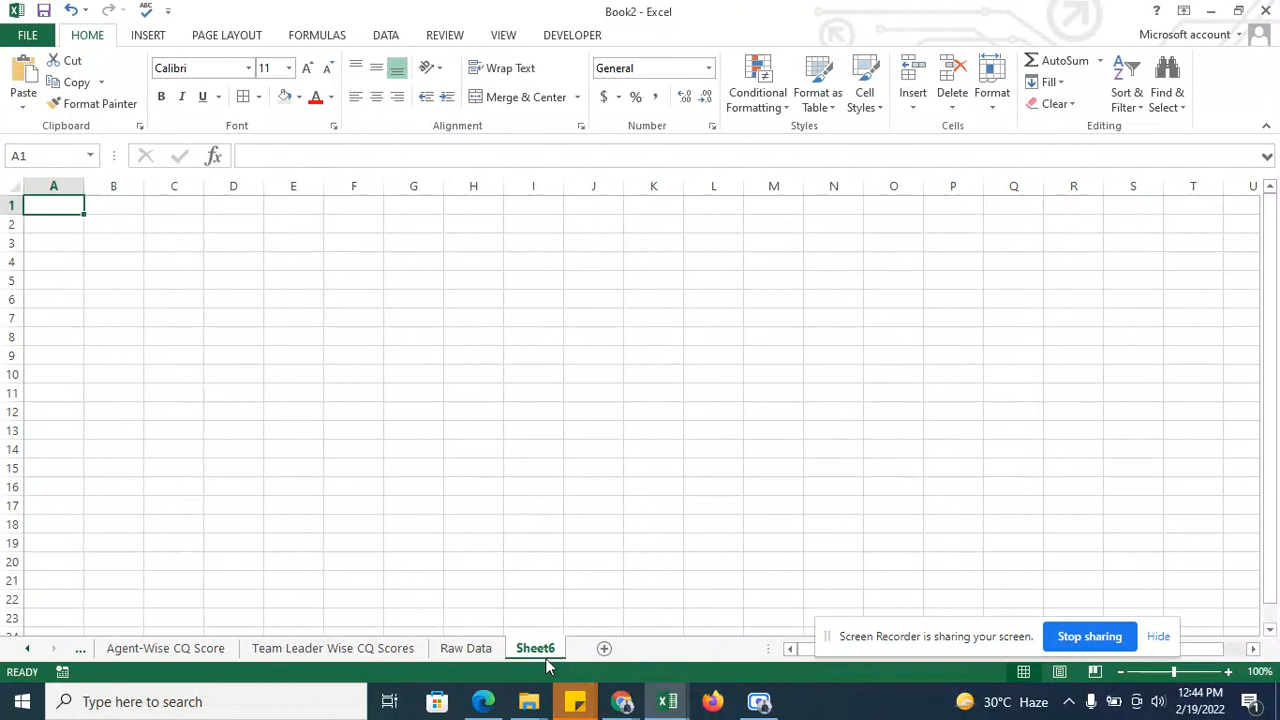 Book2 - Excel
?
FILE HOME INSERT PAGE LAYOUT FORMULAS DATA REVIEW VIEW DEVELOPER Microsoft account
Paste
Cut
Copy
Format Painter
Clipboard
Calibri 11
B I U A
Font
Wrap Text
Merge & Center
Alignment
General
$ % ,
Number
Conditional Formatting
Format as Table
Cell Styles
Styles
Insert
Delete
Format
Cells
AutoSum
Fill
Clear
Sort & Filter
Find & Select
Editing
A1 fx
A B C D E F G H I J K L M N O P Q R S T U
1
2
3
4
5
6
7
8
9
10
11
12
13
14
15
16
17
18
19
20
21
22
23
24
Screen Recorder is sharing your screen. Stop sharing Hide
... Agent-Wise CQ Score Team Leader Wise CQ Scores Raw Data Sheet6
READY 100%
Type here to search 30°C Haze 12:44 PM
2/19/2022 1